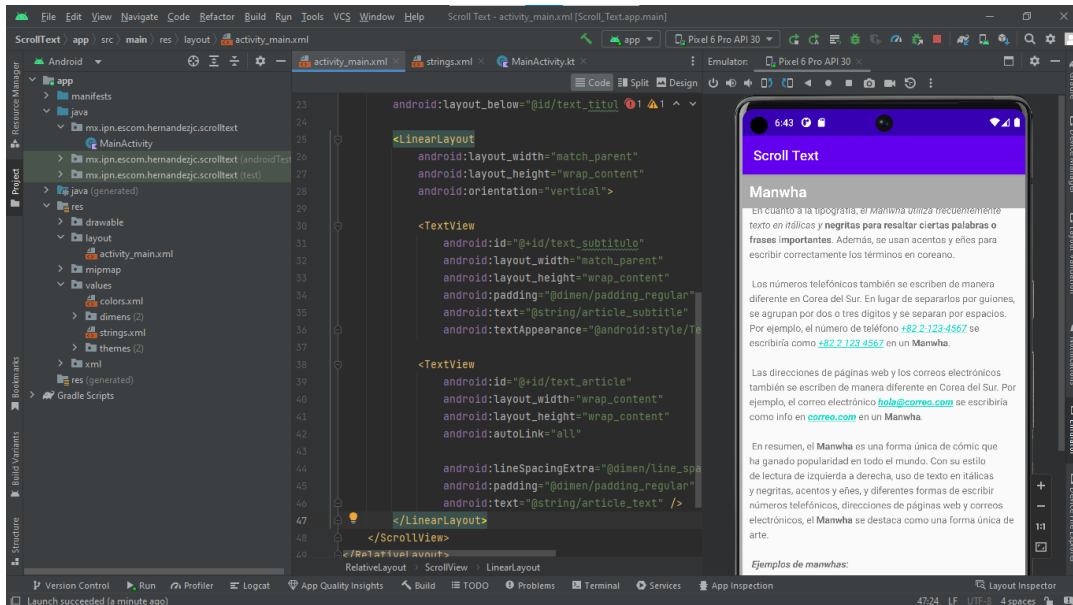 File Edit View Navigate Code Refactor Build Run Tools VCS Window Help Scroll Text - activity_main.xml [Scroll_Text.app.main]
ScrollText app src main res layout activity_main.xml app Pixel 6 Pro API 30
Android activity_main.xml strings.xml MainActivity.kt Emulator: Pixel 6 Pro API 30
Code Split Design
Resource Manager
Project
Bookmarks
Build Variants
Structure
app
manifests
java
mx.ipn.escom.hernandezjc.scrolltext
MainActivity
mx.ipn.escom.hernandezjc.scrolltext (androidTest
mx.ipn.escom.hernandezjc.scrolltext (test)
java (generated)
res
drawable
layout
activity_main.xml
mipmap
values
colors.xml
dimens (2)
strings.xml
themes (2)
xml
res (generated)
Gradle Scripts
23 android:layout_below="@id/text_titul 1 1
24
25 <LinearLayout
26 android:layout_width="match_parent"
27 android:layout_height="wrap_content"
28 android:orientation="vertical">
29
30 <TextView
31 android:id="@+id/text_subtitulo"
32 android:layout_width="match_parent"
33 android:layout_height="wrap_content"
34 android:padding="@dimen/padding_regular"
35 android:text="@string/article_subtitle"
36 android:textAppearance="@android:style/Te
37
38 <TextView
39 android:id="@+id/text_article"
40 android:layout_width="wrap_content"
41 android:layout_height="wrap_content"
42 android:autoLink="all"
43
44 android:lineSpacingExtra="@dimen/line_spa
45 android:padding="@dimen/padding_regular"
46 android:text="@string/article_text" />
47 </LinearLayout>
48 </ScrollView>
49 </RelativeLayout>
RelativeLayout ScrollView LinearLayout
6:43
Scroll Text
Manwha
En cuanto a la tipografía, el Manwha utiliza frecuentemente
texto en itálicas y negritas para resaltar ciertas palabras o
frases importantes. Además, se usan acentos y eñes para
escribir correctamente los términos en coreano.
Los números telefónicos también se escriben de manera
diferente en Corea del Sur. En lugar de separarlos por guiones,
se agrupan por dos o tres dígitos y se separan por espacios.
Por ejemplo, el número de teléfono +82 2-123-4567 se
escribiría como +82 2 123 4567 en un Manwha.
Las direcciones de páginas web y los correos electrónicos
también se escriben de manera diferente en Corea del Sur. Por
ejemplo, el correo electrónico hola@correo.com se escribiría
como info en correo.com en un Manwha.
En resumen, el Manwha es una forma única de cómic que
ha ganado popularidad en todo el mundo. Con su estilo
de lectura de izquierda a derecha, uso de texto en itálicas
y negritas, acentos y eñes, y diferentes formas de escribir
números telefónicos, direcciones de páginas web y correos
electrónicos, el Manwha se destaca como una forma única de
arte.
Ejemplos de manwhas:
1:1
Version Control Run Profiler Logcat App Quality Insights Build TODO Problems Terminal Services App Inspection Layout Inspector
Launch succeeded (a minute ago) 47:24 LF UTF-8 4 spaces